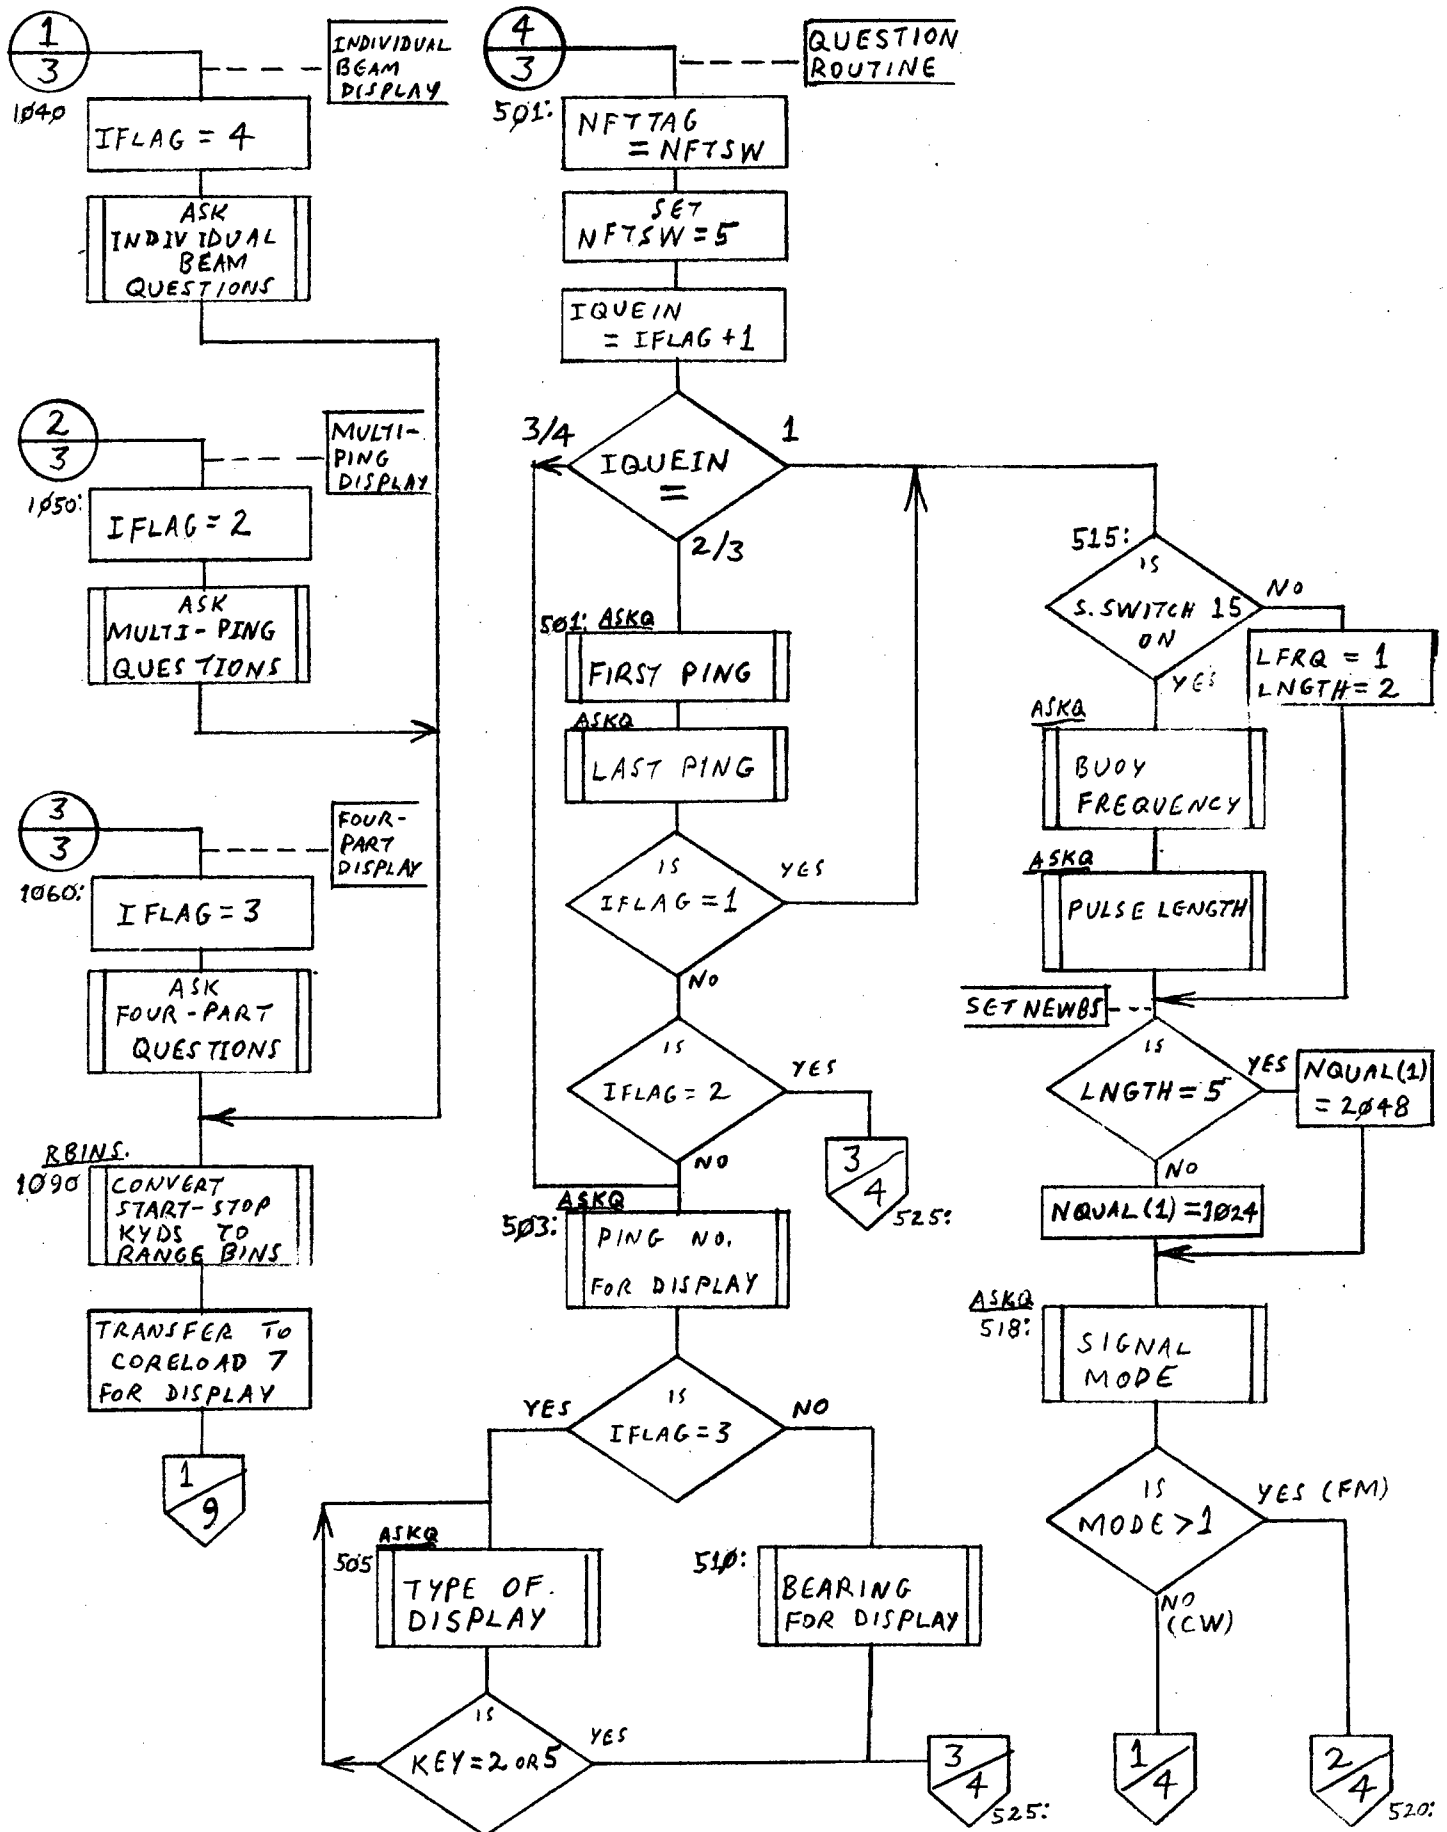 1
3
1040
INDIVIDUAL
BEAM
DISPLAY
IFLAG = 4
ASK
INDIVIDUAL
BEAM
QUESTIONS
2
3
1050:
MULTI-
PING
DISPLAY
IFLAG = 2
ASK
MULTI-PING
QUESTIONS
3
3
1060:
FOUR-
PART
DISPLAY
IFLAG = 3
ASK
FOUR-PART
QUESTIONS
RBINS.
1090
CONVERT
START-STOP
KYDS TO
RANGE BINS
TRANSFER TO
CORELOAD 7
FOR DISPLAY
1
9
4
3
501:
QUESTION
ROUTINE
NFTTAG
= NFTSW
SET
NFTSW = 5
IQUEIN
= IFLAG + 1
3/4
1
IQUEIN
=
2/3
501: ASKQ
FIRST PING
ASKQ
LAST PING
IS
IFLAG = 1
YES
NO
IS
IFLAG = 2
YES
NO
3
4
525:
ASKQ
503:
PING NO.
FOR DISPLAY
IS
IFLAG = 3
YES
NO
ASKQ
505
TYPE OF.
DISPLAY
510:
BEARING
FOR DISPLAY
IS
KEY = 2 OR 5
YES
3
4
525:
515:
IS
S. SWITCH 15
ON
NO
YES
LFRQ = 1
LNGTH = 2
ASKQ
BUOY
FREQUENCY
ASKQ
PULSE LENGTH
SET NEWBS
IS
LNGTH = 5
YES
NQUAL(1)
= 2048
NO
NQUAL(1) = 1024
ASKQ
518:
SIGNAL
MODE
IS
MODE > 1
YES (FM)
NO
(CW)
1
4
2
4
520: